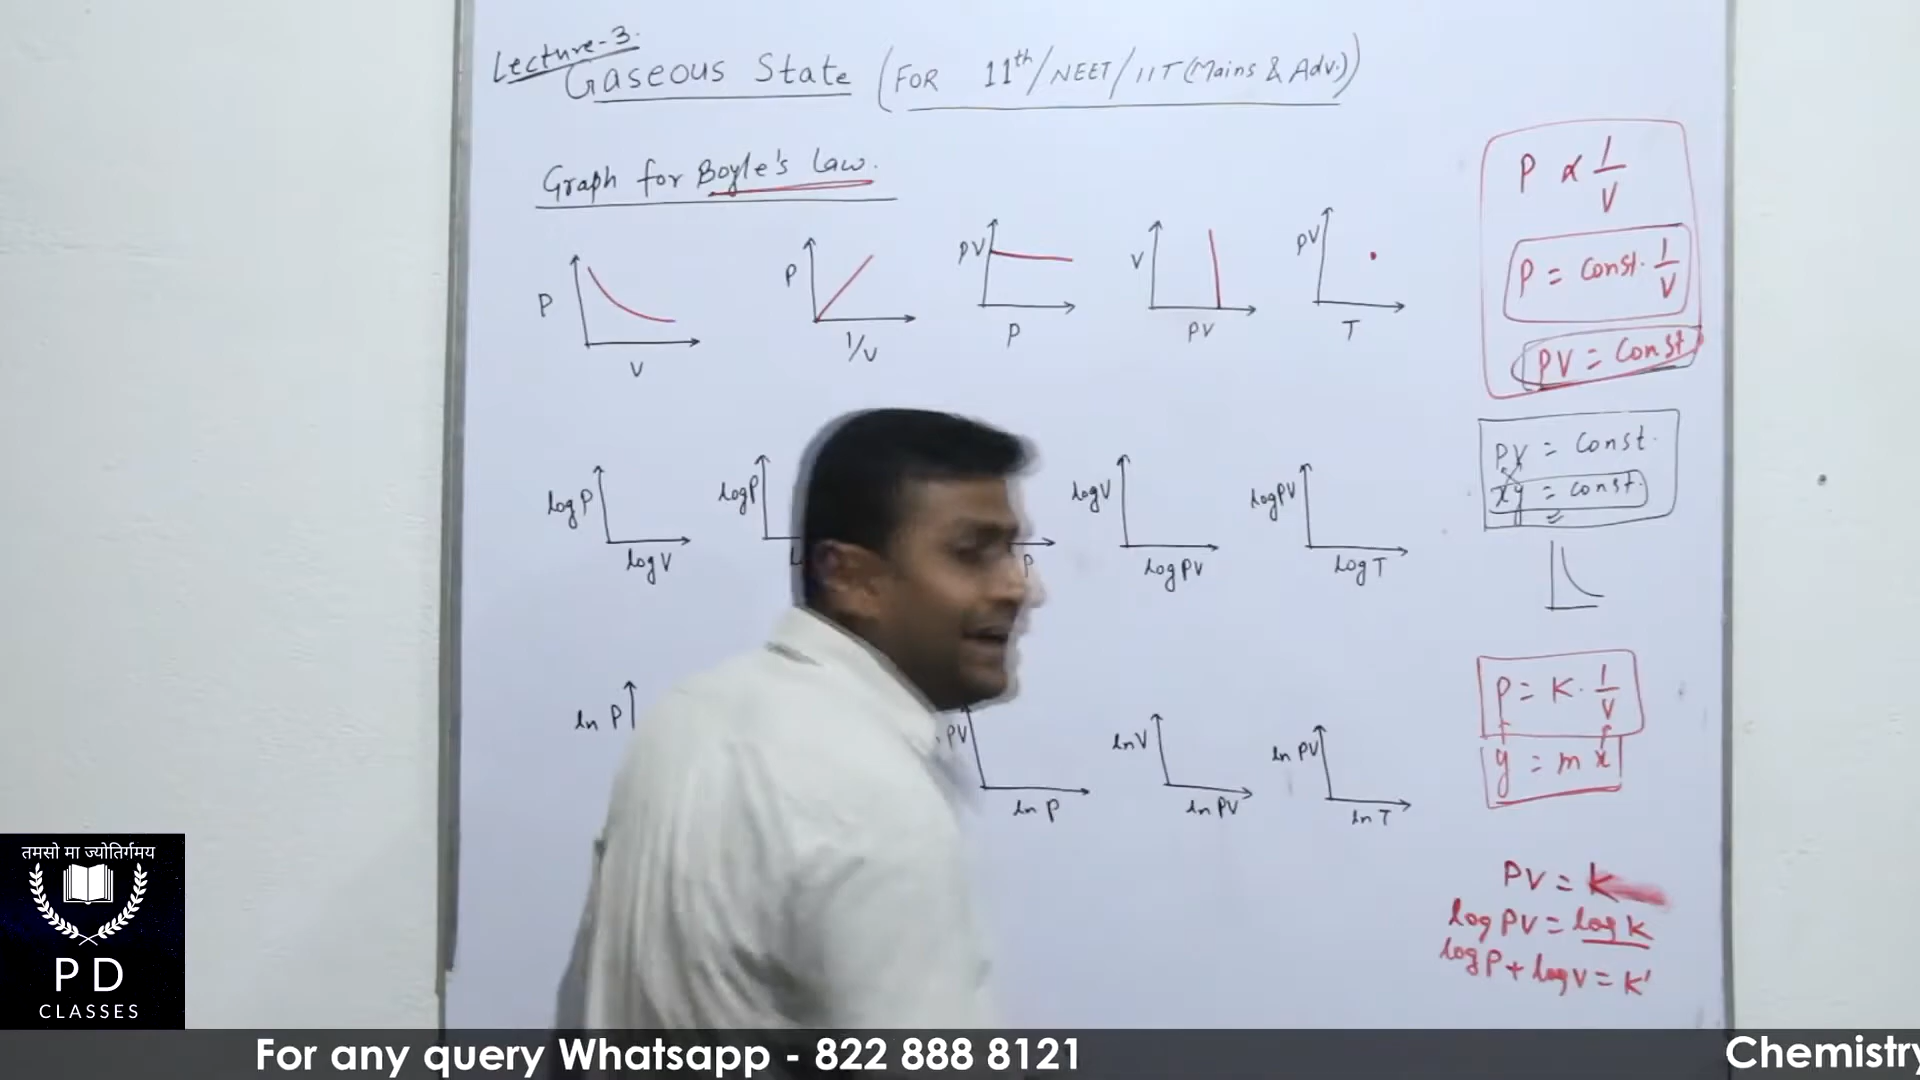 Lecture-3.
Gaseous State (FOR 11th/NEET/IIT(Mains & Adv.))
Graph for Boyle's Law.
P
V
P
1/V
PV
P
V
PV
PV
T
P ∝ 1/V
P = Const. 1/V
PV = Const
PV = Const.
xy = const.
log P
log V
log P
P
log V
log PV
log PV
log T
P = K. 1/V
y = m x
ln P
PV
ln P
ln V
ln PV
ln PV
ln T
PV = K
log PV = log K
log P + log V = K'
तमसो मा ज्योतिर्गमय
PD
CLASSES
For any query Whatsapp - 822 888 8121
Chemistry